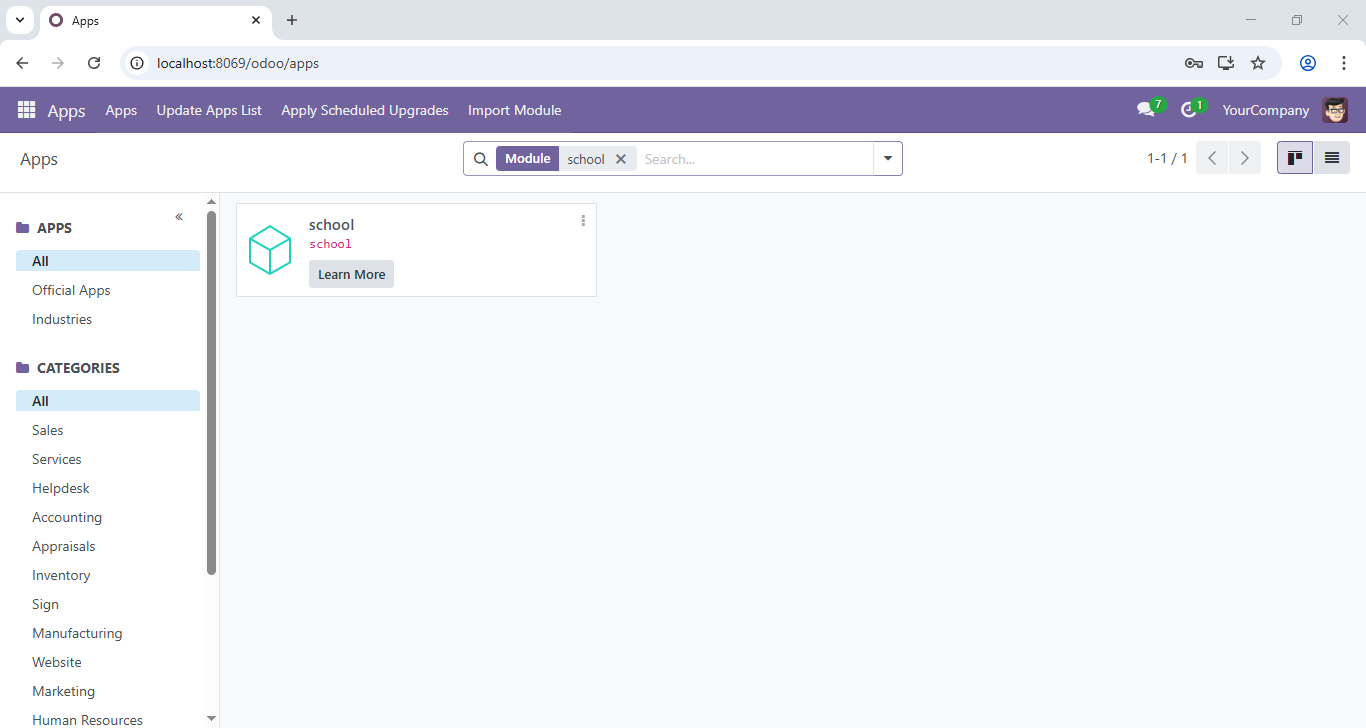 Apps
localhost:8069/odoo/apps
Apps
Apps
Update Apps List
Apply Scheduled Upgrades
Import Module
7
1
YourCompany
Apps
Module
school
Search...
1-1 / 1
APPS
All
Official Apps
Industries
CATEGORIES
All
Sales
Services
Helpdesk
Accounting
Appraisals
Inventory
Sign
Manufacturing
Website
Marketing
Human Resources
school
school
Learn More